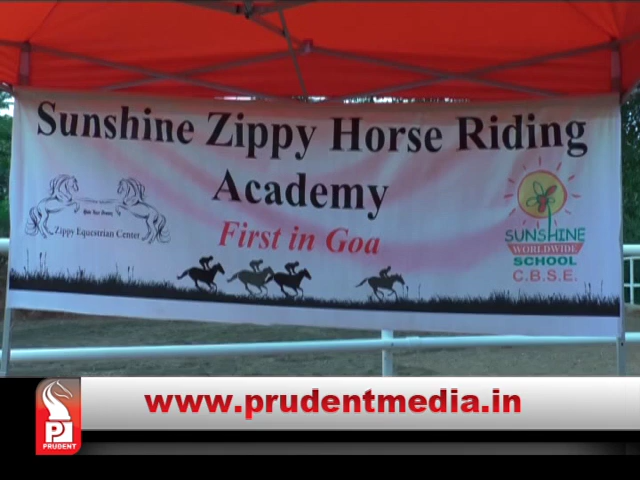 Sunshine Zippy Horse Riding
Academy
First in Goa
Zippy Equestrian Center
SUNSHINE
WORLDWIDE
SCHOOL
C.B.S.E.
www.prudentmedia.in
P
PRUDENT